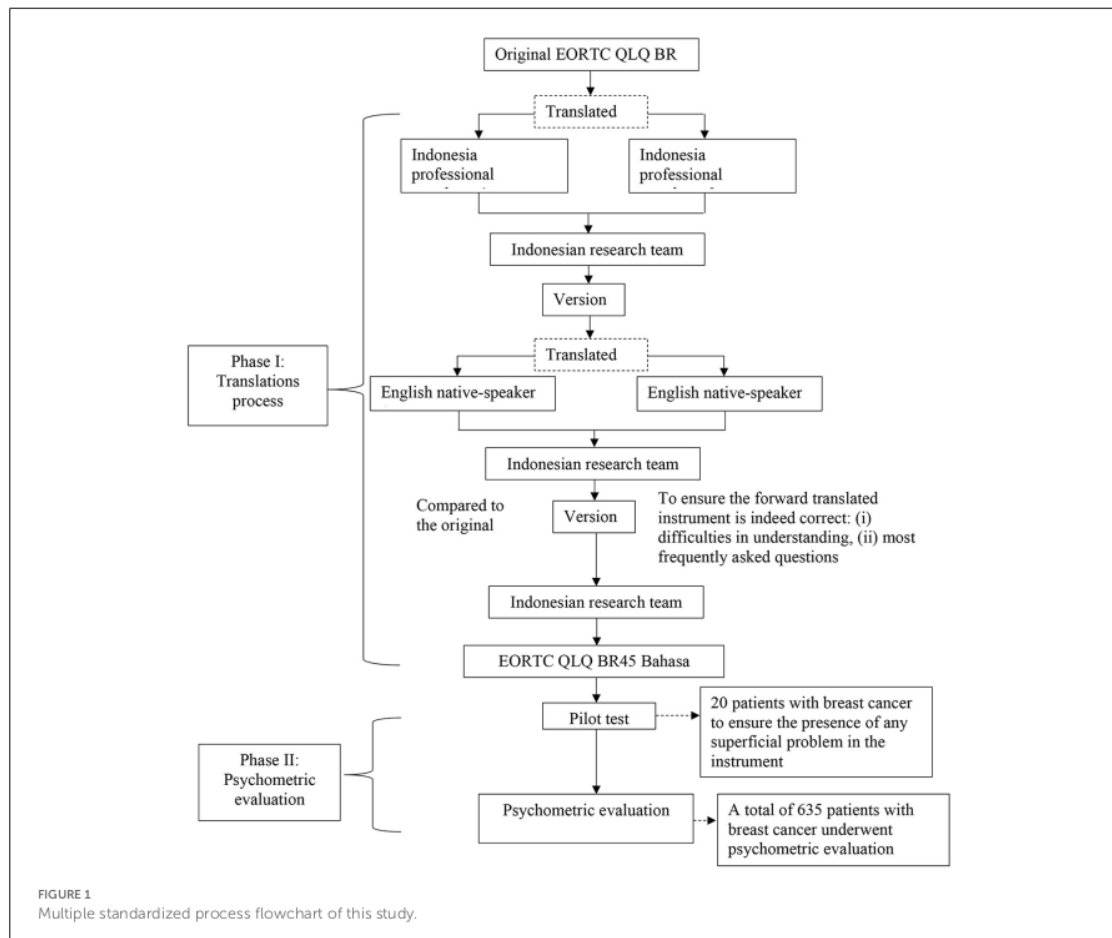 Original EORTC QLQ BR
Translated
Indonesia
professional
Indonesia
professional
Indonesian research team
Version
Translated
Phase I:
Translations
process
English native-speaker
English native-speaker
Indonesian research team
Compared to
the original
Version
To ensure the forward translated
instrument is indeed correct: (i)
difficulties in understanding, (ii) most
frequently asked questions
Indonesian research team
EORTC QLQ BR45 Bahasa
Pilot test
20 patients with breast cancer
to ensure the presence of any
superficial problem in the
instrument
Phase II:
Psychometric
evaluation
Psychometric evaluation
A total of 635 patients with
breast cancer underwent
psychometric evaluation
FIGURE 1
Multiple standardized process flowchart of this study.